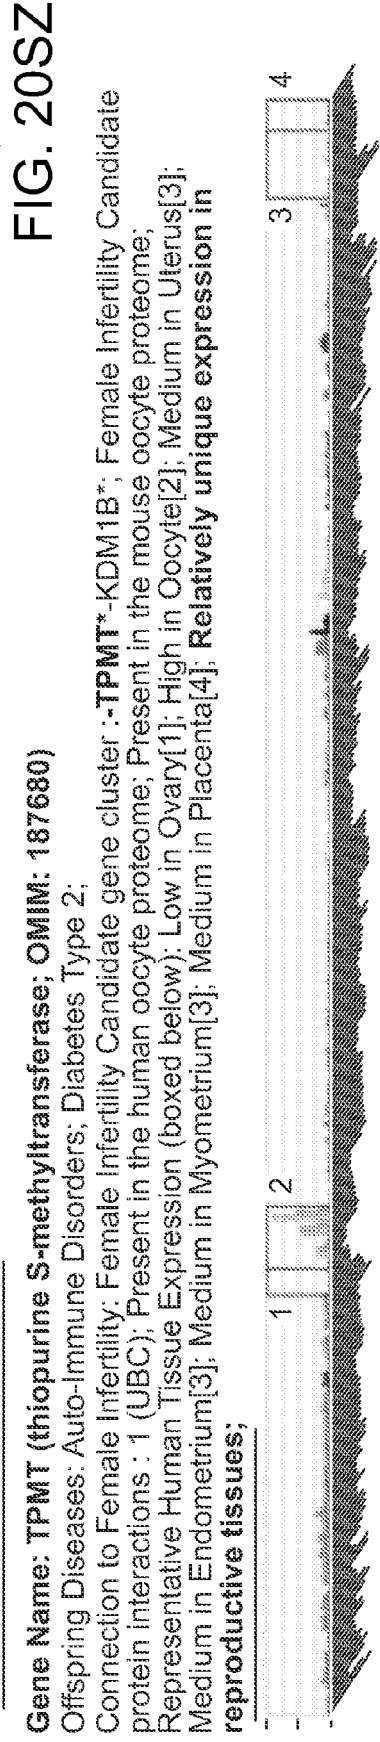 FIG. 20SZ
Gene Name: TPMT (thiopurine S-methyltransferase; OMIM: 187680)
Offspring Diseases: Auto-Immune Disorders; Diabetes Type 2;
Connection to Female Infertility: Female Infertility Candidate gene cluster :-TPMT*-KDM1B*; Female Infertility Candidate
protein interactions : 1 (UBC); Present in the human oocyte proteome; Present in the mouse oocyte proteome;
Representative Human Tissue Expression (boxed below): Low in Ovary[1]; High in Oocyte[2]; Medium in Uterus[3];
Medium in Endometrium[3]; Medium in Myometrium[3]; Medium in Placenta[4]; Relatively unique expression in
reproductive tissues;
1 2 3 4